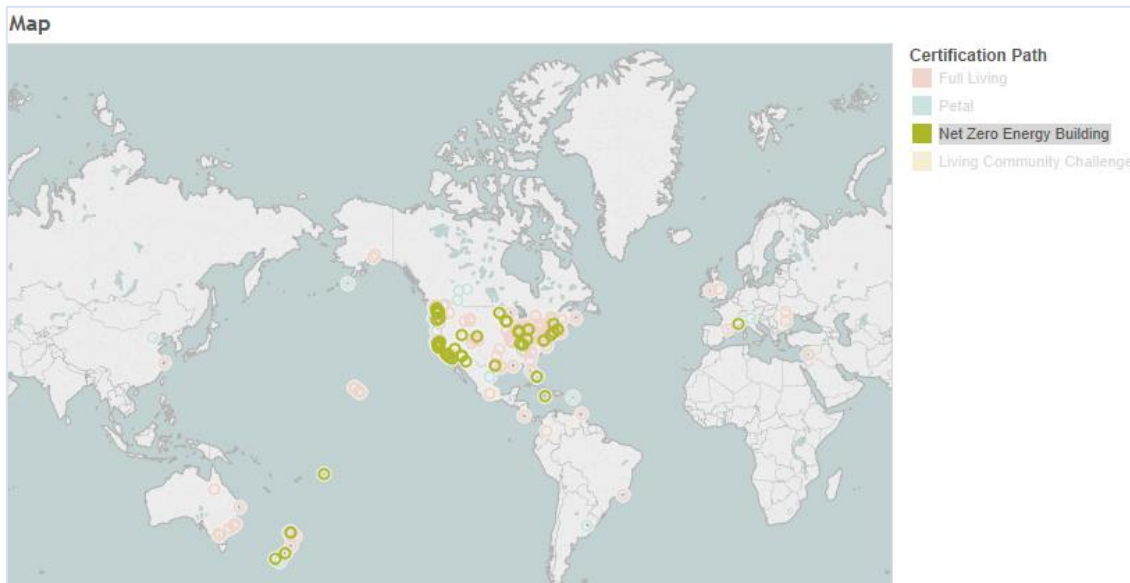 Map
Certification Path
Full Living
Petal
Net Zero Energy Building
Living Community Challenge